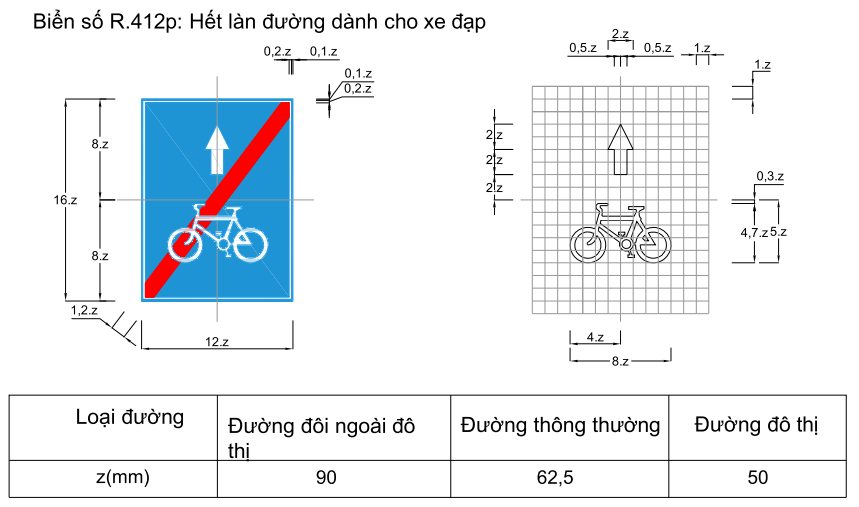 Biển số R.412p: Hết làn đường dành cho xe đạp
2.z
0,2.z 0,1.z
0,5.z 0,5.z 1.z
0,1.z
0,2.z
1.z
8.z
16.z
8.z
2.z
2.z
2.z
0,3.z
4,7.z 5.z
1,2.z
12.z
4.z
8.z
Loại đường
Đường đôi ngoài đô
thị
Đường thông thường
Đường đô thị
z(mm) 90 62,5 50